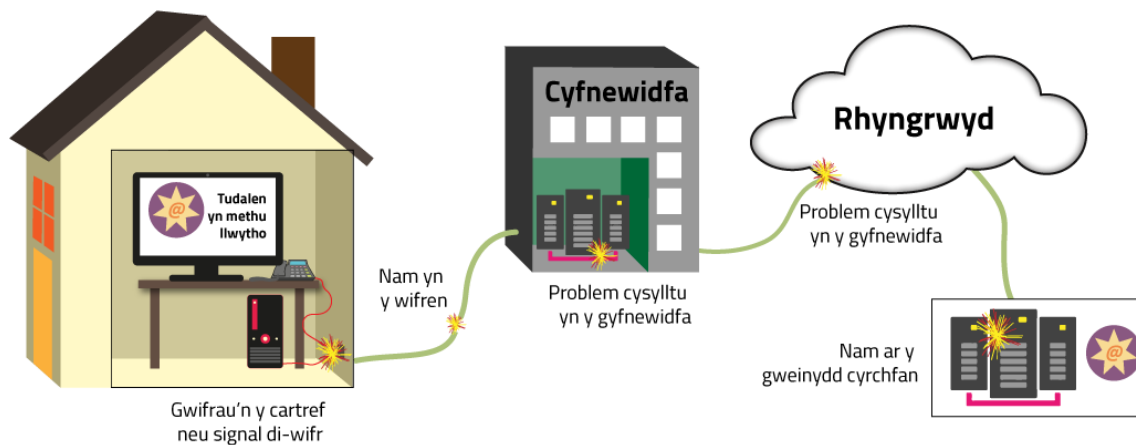 Tudalen
yn methu
llwytho
@
Gwifrau'n y cartref
neu signal di-wifr
Nam yn
y wifren
Cyfnewidfa
Problem cysylltu
yn y gyfnewidfa
Rhyngrwyd
Problem cysylltu
yn y gyfnewidfa
Nam ar y
gweinydd cyrchfan
@